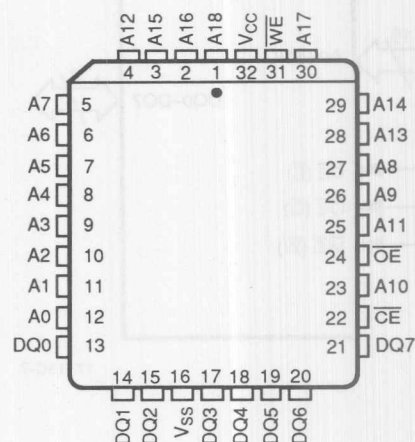 A12 A15 A16 A18 VCC W̅E̅ A17
4 3 2 1 32 31 30
A7 5 29 A14
A6 6 28 A13
A5 7 27 A8
A4 8 26 A9
A3 9 25 A11
A2 10 24 O̅E̅
A1 11 23 A10
A0 12 22 C̅E̅
DQ0 13 21 DQ7
14 15 16 17 18 19 20
DQ1 DQ2 VSS DQ3 DQ4 DQ5 DQ6